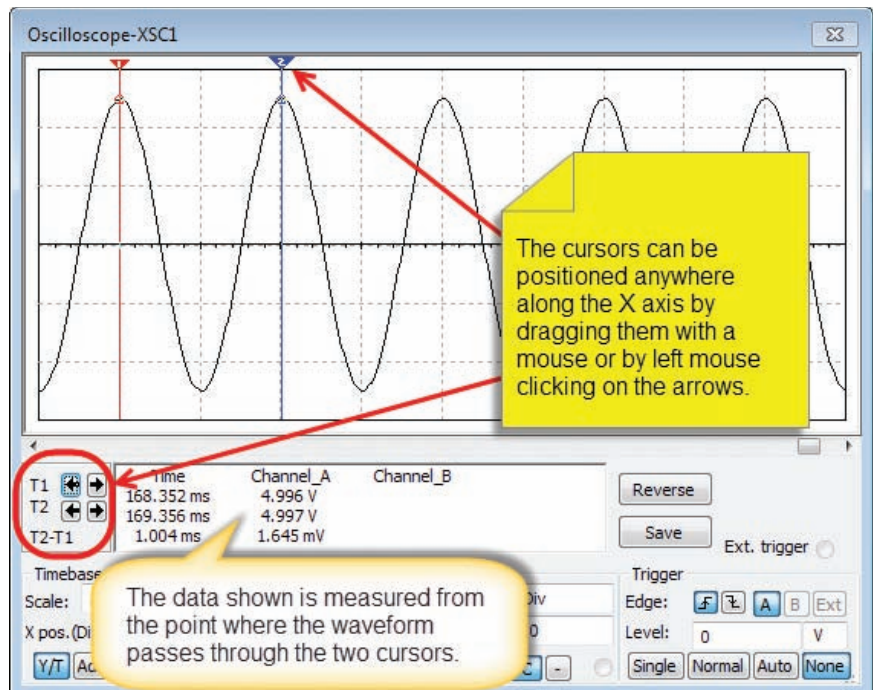 Oscilloscope-XSC1
1
2
The cursors can be
positioned anywhere
along the X axis by
dragging them with a
mouse or by left mouse
clicking on the arrows.
T1
T2
T2-T1
Time Channel_A Channel_B
168.352 ms 4.996 V
169.356 ms 4.997 V
1.004 ms 1.645 mV
Reverse
Save
Ext. trigger
Timebase
Scale:
X pos.
Y/T
The data shown is measured from
the point where the waveform
passes through the two cursors.
0
-
Trigger
Edge: A B Ext
Level: 0 V
Single Normal Auto None